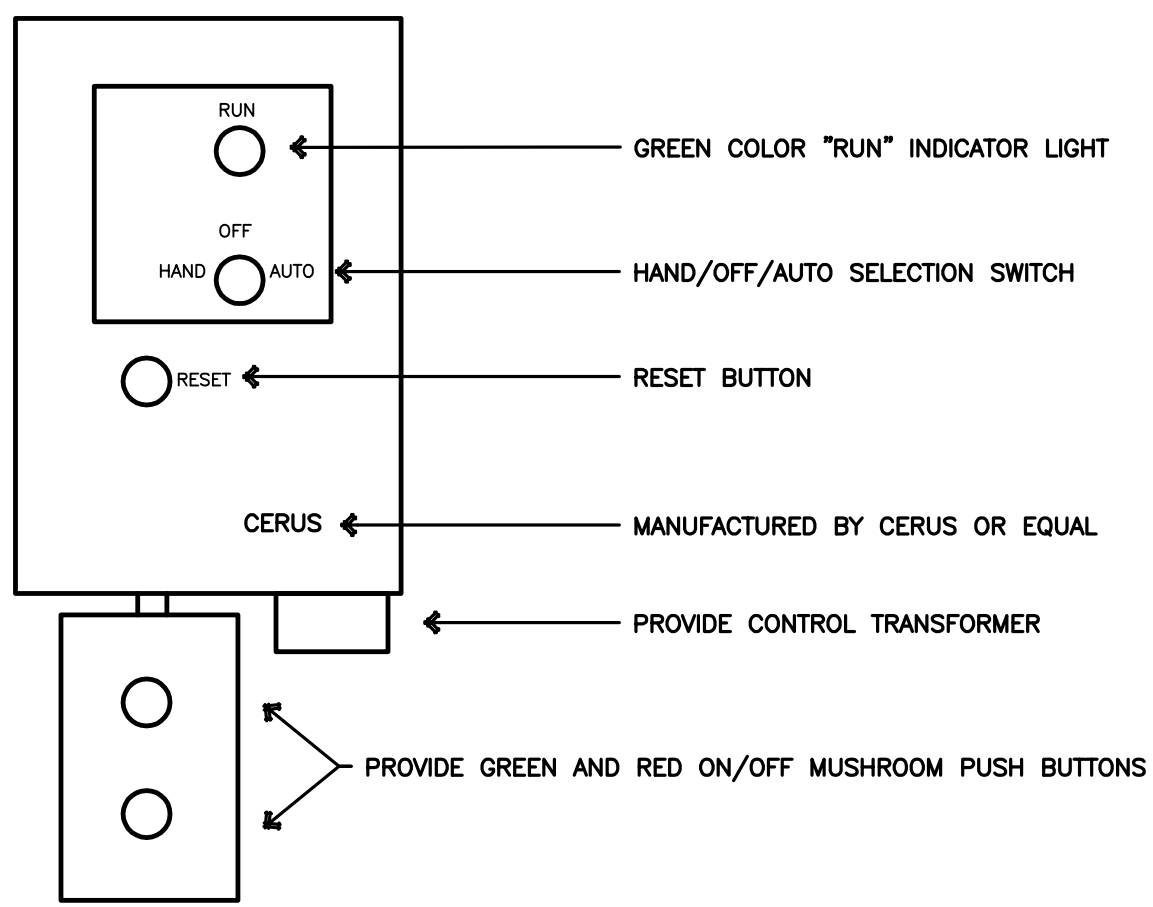 RUN
GREEN COLOR "RUN" INDICATOR LIGHT
OFF
HAND AUTO
HAND/OFF/AUTO SELECTION SWITCH
RESET
RESET BUTTON
CERUS
MANUFACTURED BY CERUS OR EQUAL
PROVIDE CONTROL TRANSFORMER
PROVIDE GREEN AND RED ON/OFF MUSHROOM PUSH BUTTONS